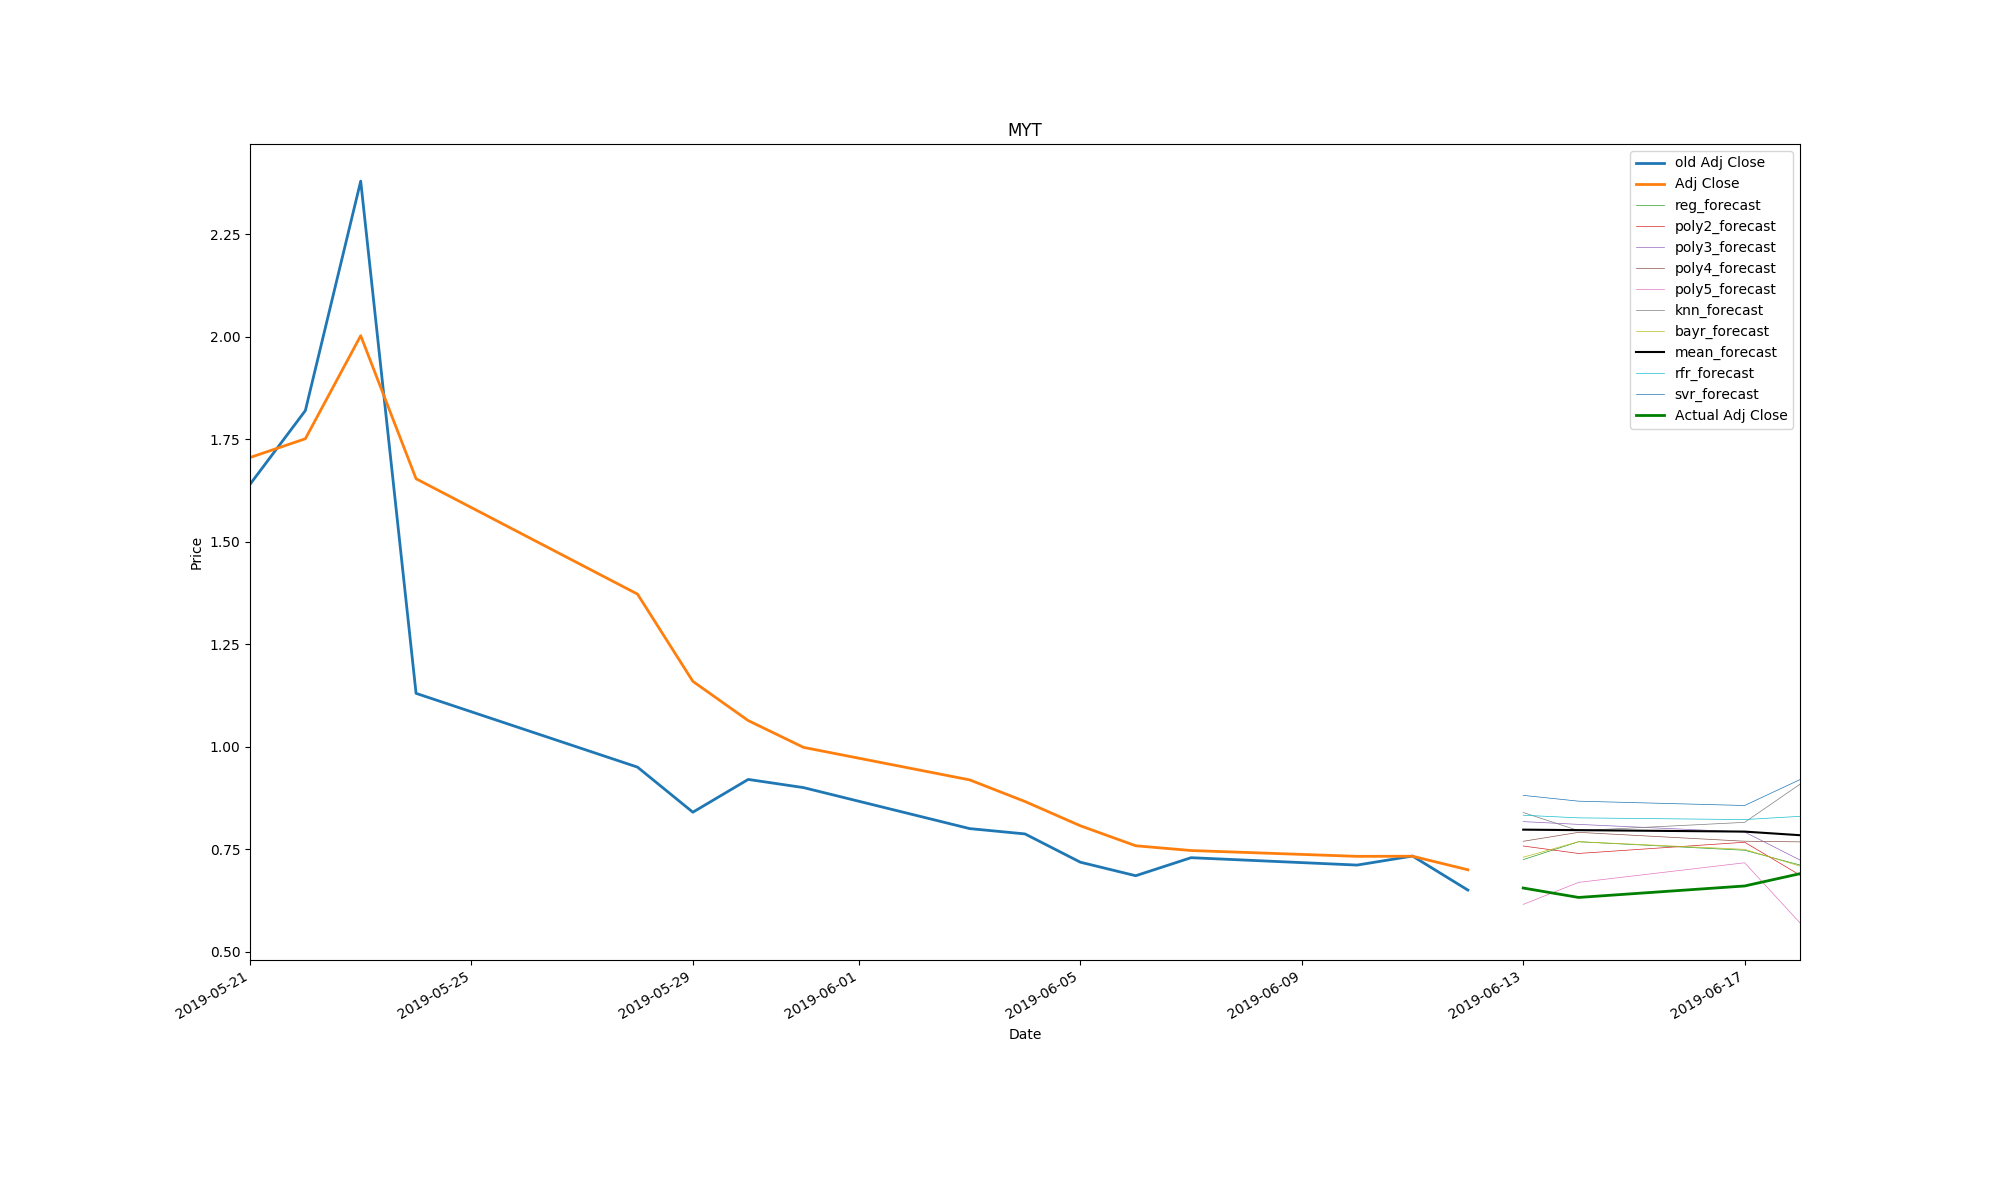 MYT
old Adj Close
Adj Close
reg_forecast
poly2_forecast
poly3_forecast
poly4_forecast
poly5_forecast
knn_forecast
bayr_forecast
mean_forecast
rfr_forecast
svr_forecast
Actual Adj Close
2.25
2.00
1.75
1.50
1.25
1.00
0.75
0.50
Price
2019-05-21
2019-05-25
2019-05-29
2019-06-01
2019-06-05
2019-06-09
2019-06-13
2019-06-17
Date